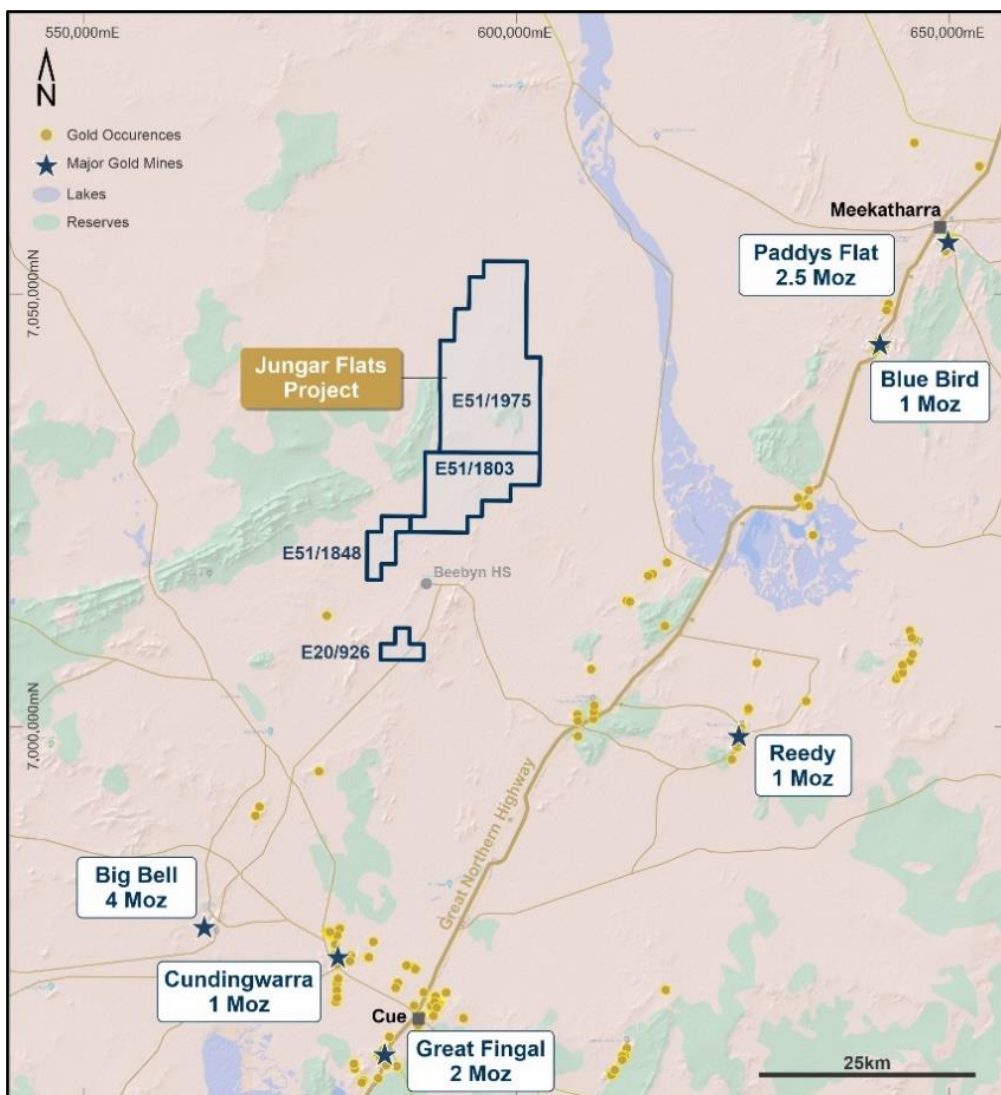 550,000mE
600,000mE
650,000mE
N
Gold Occurences
Major Gold Mines
Lakes
Reserves
Meekatharra
Paddys Flat
2.5 Moz
7,050,000mN
Blue Bird
1 Moz
Jungar Flats
Project
E51/1975
E51/1803
E51/1848
Beebyn HS
E20/926
7,000,000mN
Reedy
1 Moz
Great Northern Highway
Big Bell
4 Moz
Cundingwarra
1 Moz
Cue
Great Fingal
2 Moz
25km